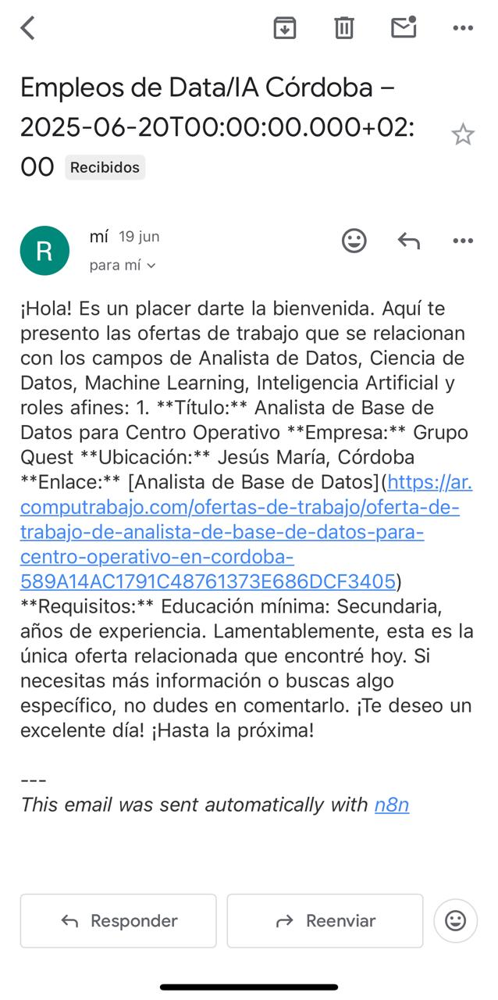 Empleos de Data/IA Córdoba –
2025-06-20T00:00:00.000+02:
00 Recibidos
R
mí 19 jun
para mí
¡Hola! Es un placer darte la bienvenida. Aquí te
presento las ofertas de trabajo que se relacionan
con los campos de Analista de Datos, Ciencia de
Datos, Machine Learning, Inteligencia Artificial y
roles afines: 1. **Título:** Analista de Base de
Datos para Centro Operativo **Empresa:** Grupo
Quest **Ubicación:** Jesús María, Córdoba
**Enlace:** [Analista de Base de Datos](https://ar.
computrabajo.com/ofertas-de-trabajo/oferta-de-
trabajo-de-analista-de-base-de-datos-para-
centro-operativo-en-cordoba-
589A14AC1791C48761373E686DCF3405)
**Requisitos:** Educación mínima: Secundaria,
años de experiencia. Lamentablemente, esta es la
única oferta relacionada que encontré hoy. Si
necesitas más información o buscas algo
específico, no dudes en comentarlo. ¡Te deseo un
excelente día! ¡Hasta la próxima!
---
This email was sent automatically with n8n
Responder
Reenviar